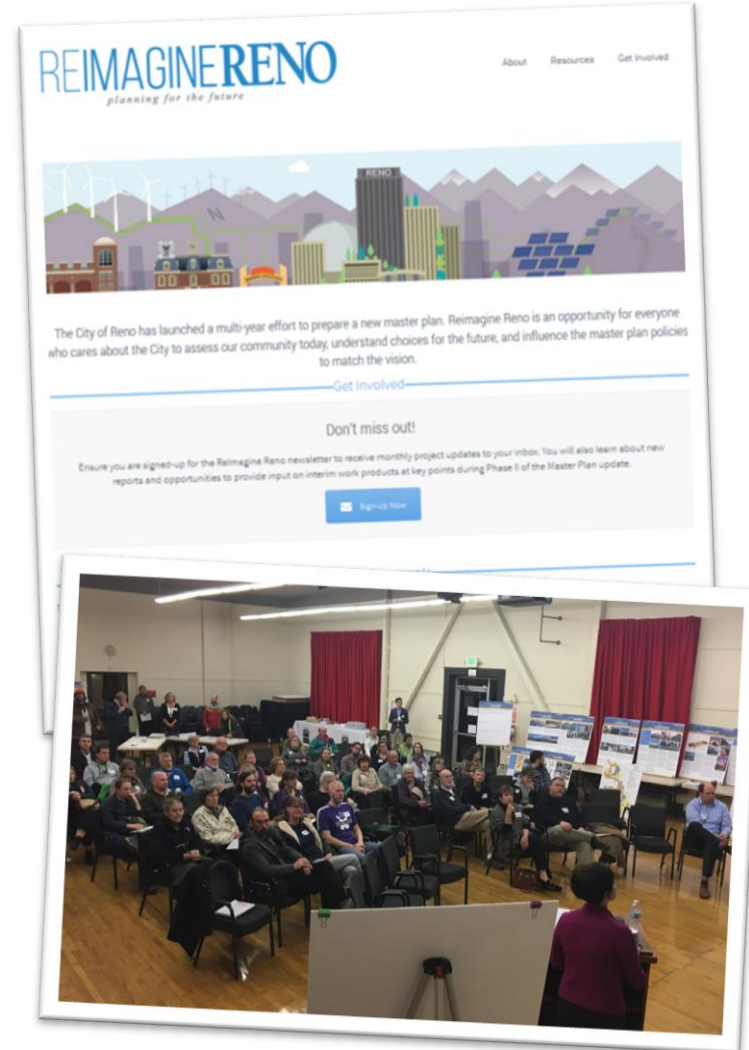 REIMAGINERENO
planning for the future
About Resources Get Involved
RENO
The City of Reno has launched a multi-year effort to prepare a new master plan. Reimagine Reno is an opportunity for everyone
who cares about the City to assess our community today, understand choices for the future, and influence the master plan policies
to match the vision.
Get Involved
Don't miss out!
Ensure you are signed-up for the ReImagine Reno newsletter to receive monthly project updates to your inbox. You will also learn about new
reports and opportunities to provide input on interim work products at key points during Phase II of the Master Plan update.
Sign-Up Now